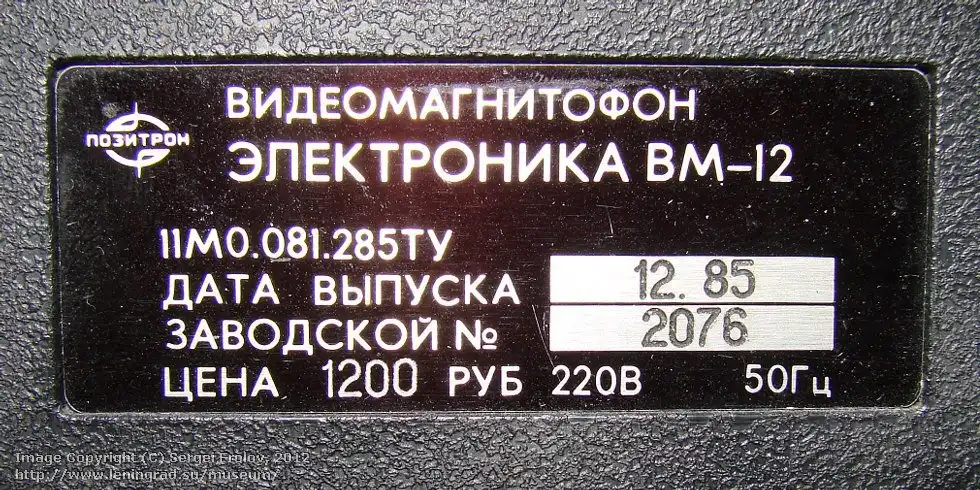 ПОЗИТРОН
ВИДЕОМАГНИТОФОН
ЭЛЕКТРОНИКА ВМ-12
11М0.081.285ТУ
ДАТА ВЫПУСКА 12. 85
ЗАВОДСКОЙ № 2076
ЦЕНА 1200 РУБ 220В 50Гц
Image Copyright (C) Sergei Frolov, 2012
http://www.leningrad.su/museum/